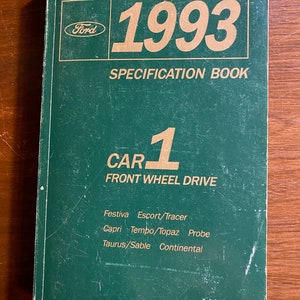 Ford
1993
SPECIFICATION BOOK
CAR 1
FRONT WHEEL DRIVE
Festiva Escort/Tracer
Capri Tempo/Topaz Probe
Taurus/Sable Continental